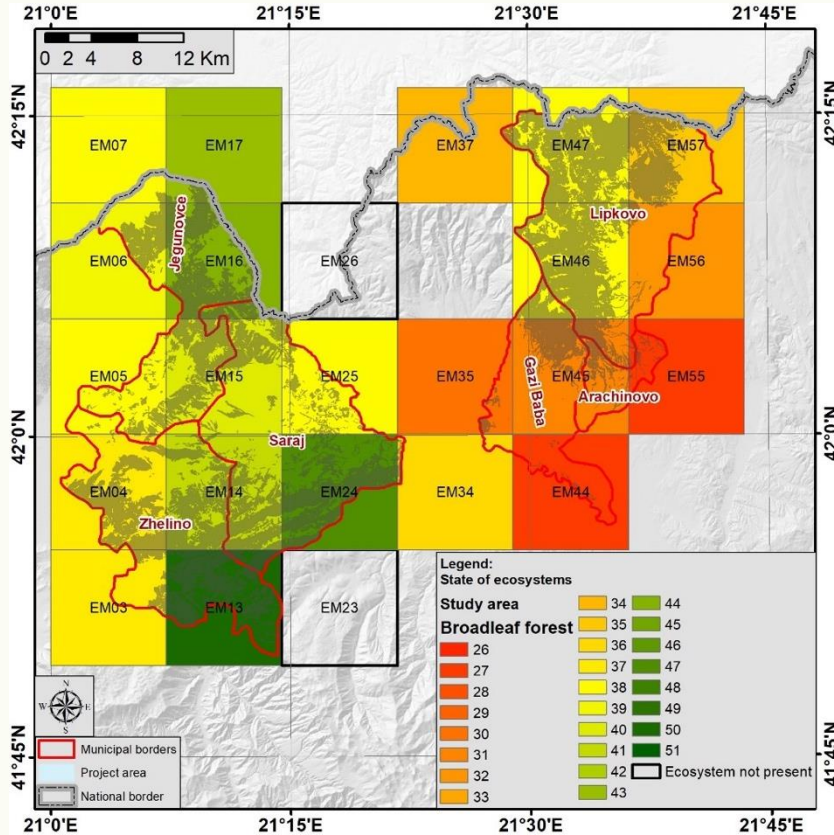 21°0'E 21°15'E 21°30'E 21°45'E
0 2 4 8 12 Km
42°15'N 42°15'N
EM07 EM17 EM37 EM47 EM57
Jegunovce
Lipkovo
EM06 EM16 EM26 EM46 EM56
EM05 EM15 EM25 EM35 EM45 EM55
Gazi Baba
Arachinovo
42°0'N 42°0'N
Saraj
EM04 EM14 EM24 EM34 EM44
Zhelino
EM03 EM13 EM23
Legend:
State of ecosystems
Study area
Broadleaf forest
26
27
28
29
30
31
32
33
34
35
36
37
38
39
40
41
42
43
44
45
46
47
48
49
50
51
Ecosystem not present
N
W E
S
Municipal borders
Project area
National border
41°45'N 41°45'N
21°0'E 21°15'E 21°30'E 21°45'E